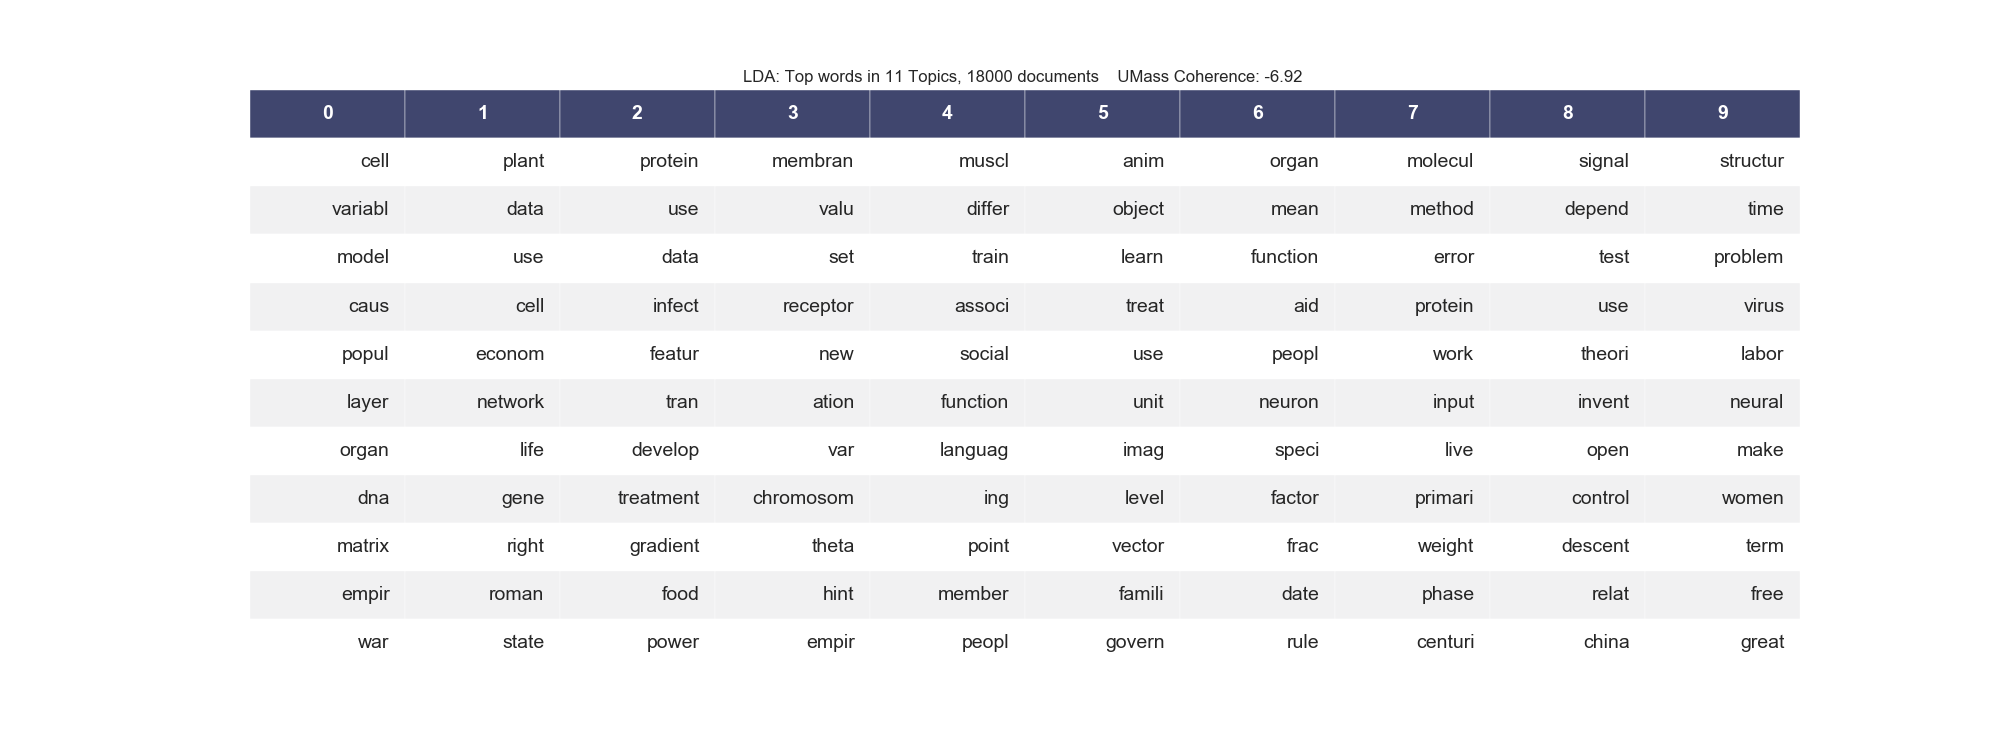 LDA: Top words in 11 Topics, 18000 documents    UMass Coherence: -6.92
0 1 2 3 4 5 6 7 8 9
cell plant protein membran muscl anim organ molecul signal structur
variabl data use valu differ object mean method depend time
model use data set train learn function error test problem
caus cell infect receptor associ treat aid protein use virus
popul econom featur new social use peopl work theori labor
layer network tran ation function unit neuron input invent neural
organ life develop var languag imag speci live open make
dna gene treatment chromosom ing level factor primari control women
matrix right gradient theta point vector frac weight descent term
empir roman food hint member famili date phase relat free
war state power empir peopl govern rule centuri china great